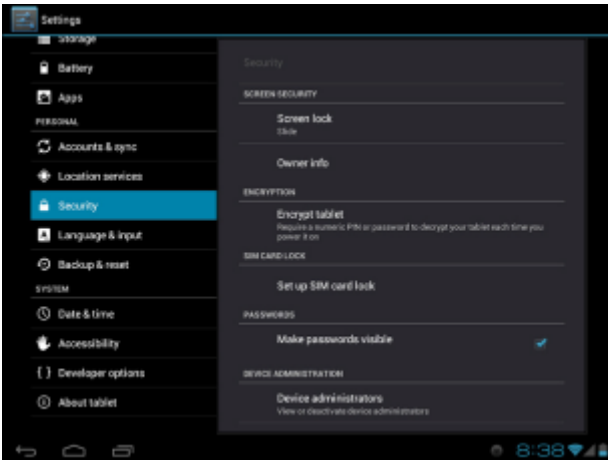 Settings
Storage
Battery
Apps
PERSONAL
Accounts & sync
Location services
Security
Language & input
Backup & reset
SYSTEM
Date & time
Accessibility
{ } Developer options
About tablet
Security
SCREEN SECURITY
Screen lock
Slide
Owner info
ENCRYPTION
Encrypt tablet
Require a numeric PIN or password to decrypt your tablet each time you
power it on
SIM CARD LOCK
Set up SIM card lock
PASSWORDS
Make passwords visible
DEVICE ADMINISTRATION
Device administrators
View or deactivate device administrators
8:38